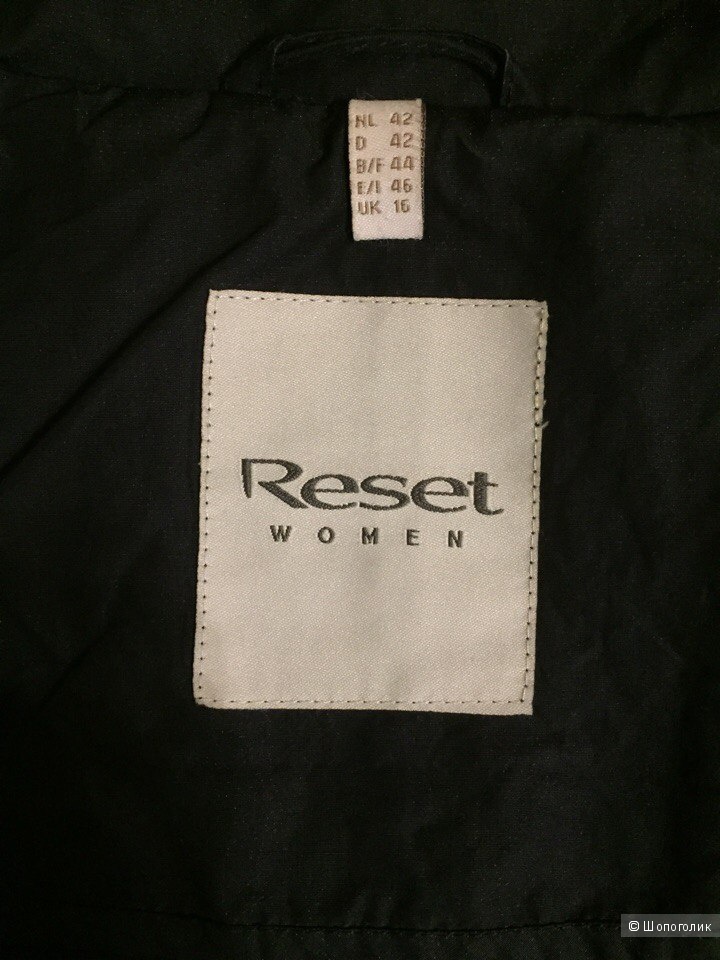 NL 42
D 42
B/F 44
E/I 46
UK 16
Reset
WOMEN
© Шопоголик